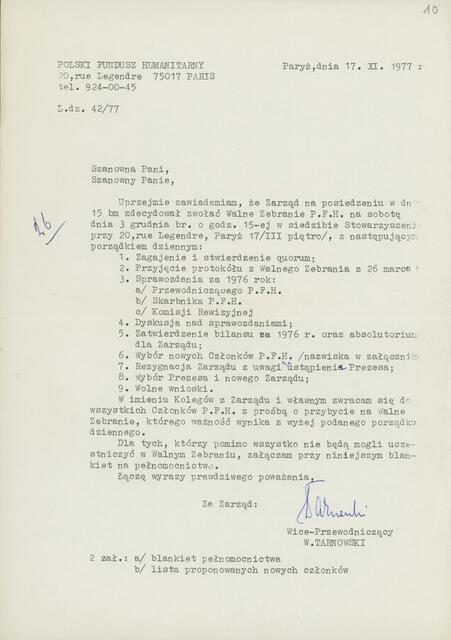 10
POLSKI FUNDUSZ HUMANITARNY Paryż,dnia 17. XI. 1977 r
20,rue Legendre 75017 PARIS
tel. 924-00-45
L.dz. 42/77
Szanowna Pani,
Szanowny Panie,
26
Uprzejmie zawiadamiam, że Zarząd na posiedzeniu w dn
15 bm zdecydował zwołać Walne Zebranie P.F.H. na sobotę
dnia 3 grudnia br. o godz. 15-ej w siedzibie Stowarzyszeni
przy 20,rue Legendre, Paryż 17/III piętro/, z następującym
porządkiem dziennym:
1. Zagajenie i stwierdzenie quorum;
2. Przyjęcie protokółu z Walnego Zebrania z 26 marca
3. Sprawozdania za 1976 rok:
a/ Przewodniczącego P.F.H.
b/ Skarbnika P.F.H.
c/ Komisji Rewizyjnej
4. Dyskusja nad sprawozdaniami;
5. Zatwierdzenie bilansu za 1976 r. oraz absolutorium
dla Zarządu;
6. Wybór nowych Członków P.F.H. /nazwiska w załączniku
7. Rezygnacja Zarządu z uwagi ustąpienia Prezesa;
8. Wybór Prezesa i nowego Zarządu;
9. Wolne wnioski.
W imieniu Kolegów z Zarządu i własnym zwracam się do
wszystkich Członków P.F.H. z prośbą o przybycie na Walne
Zebranie, którego ważność wynika z wyżej podanego porządku
dziennego.
Dla tych, którzy pomimo wszystko nie będą mogli ucze-
stniczyć w Walnym Zebraniu, załączam przy niniejszym blan-
kiet na pełnomocnictwo.
Łączę wyrazy prawdziwego poważania,
Za Zarząd:
Tarnowski
Wice-Przewodniczący
W.TARNOWSKI
2 zał.: a/ blankiet pełnomocnictwa
b/ lista proponowanych nowych członków